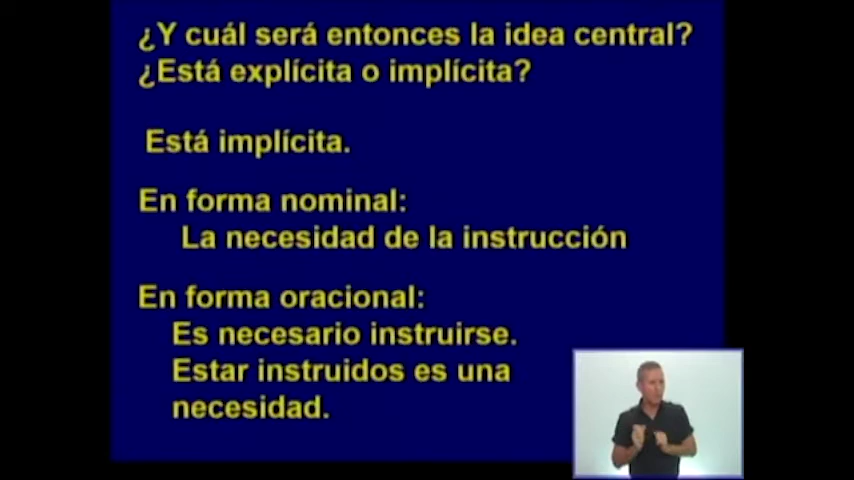 ¿Y cuál será entonces la idea central?
¿Está explícita o implícita?
Está implícita.
En forma nominal:
La necesidad de la instrucción
En forma oracional:
Es necesario instruirse.
Estar instruidos es una
necesidad.